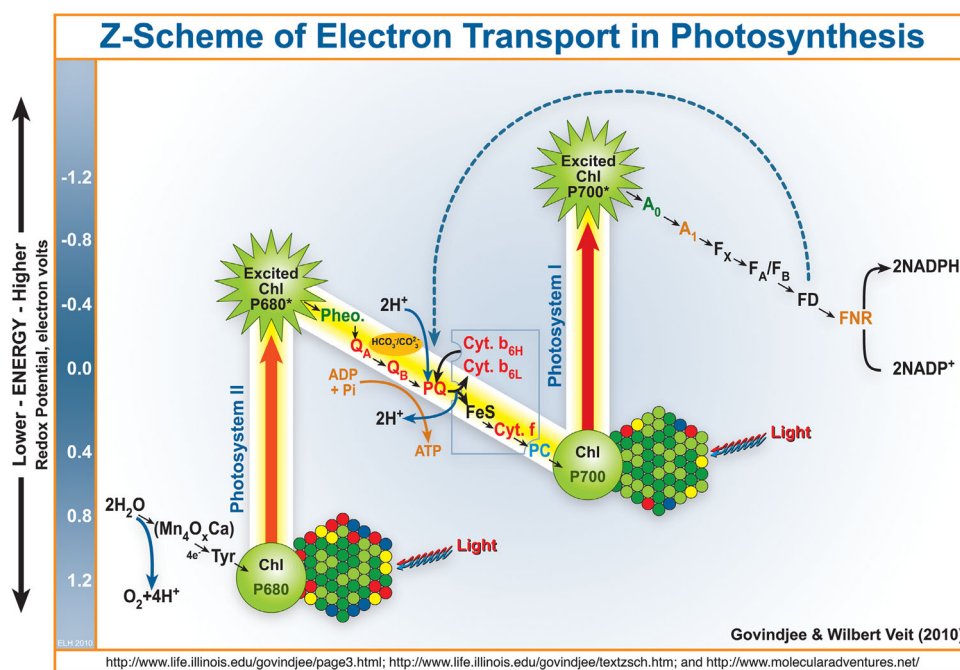 Z-Scheme of Electron Transport in Photosynthesis
Lower - ENERGY - Higher
Redox Potential, electron volts
-1.2
-0.8
-0.4
0.0
0.4
0.8
1.2
ELH 2010
Excited
Chl
P680*
Photosystem II
Chl
P680
Light
2H₂O
(Mn₄OₓCa)
4e⁻
Tyr
O₂+4H⁺
Pheo.
Q_A
HCO₃⁻/CO₃²⁻
Q_B
PQ
2H⁺
ADP
+ Pi
2H⁺
ATP
Cyt. b₆H
Cyt. b₆L
FeS
Cyt. f
PC
Excited
Chl
P700*
Photosystem I
Chl
P700
Light
A₀
A₁
Fₓ
F_A/F_B
FD
FNR
2NADPH
2NADP⁺
Govindjee & Wilbert Veit (2010)
http://www.life.illinois.edu/govindjee/page3.html; http://www.life.illinois.edu/govindjee/textzsch.htm; and http://www.molecularadventures.net/